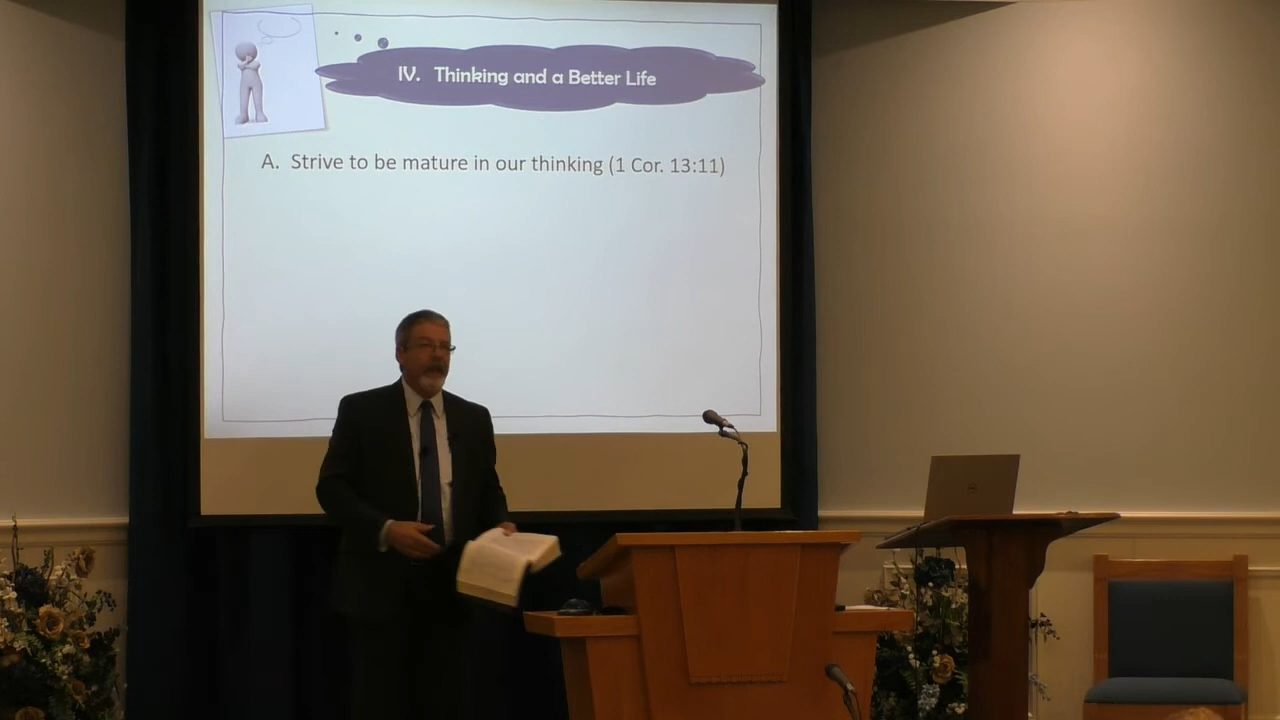 IV. Thinking and a Better Life
A. Strive to be mature in our thinking (1 Cor. 13:11)